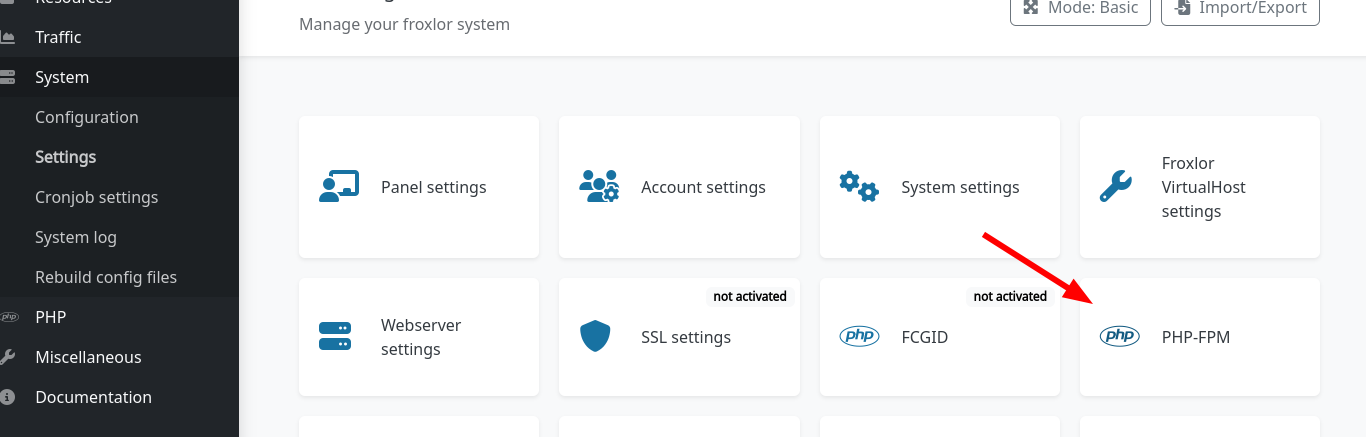 Resources
Manage your froxlor system
Mode: Basic
Import/Export
Traffic
System
Configuration
Settings
Cronjob settings
System log
Rebuild config files
PHP
Miscellaneous
Documentation
Panel settings
Account settings
System settings
Froxlor
VirtualHost
settings
Webserver
settings
not activated
SSL settings
not activated
php
FCGID
php
PHP-FPM
php